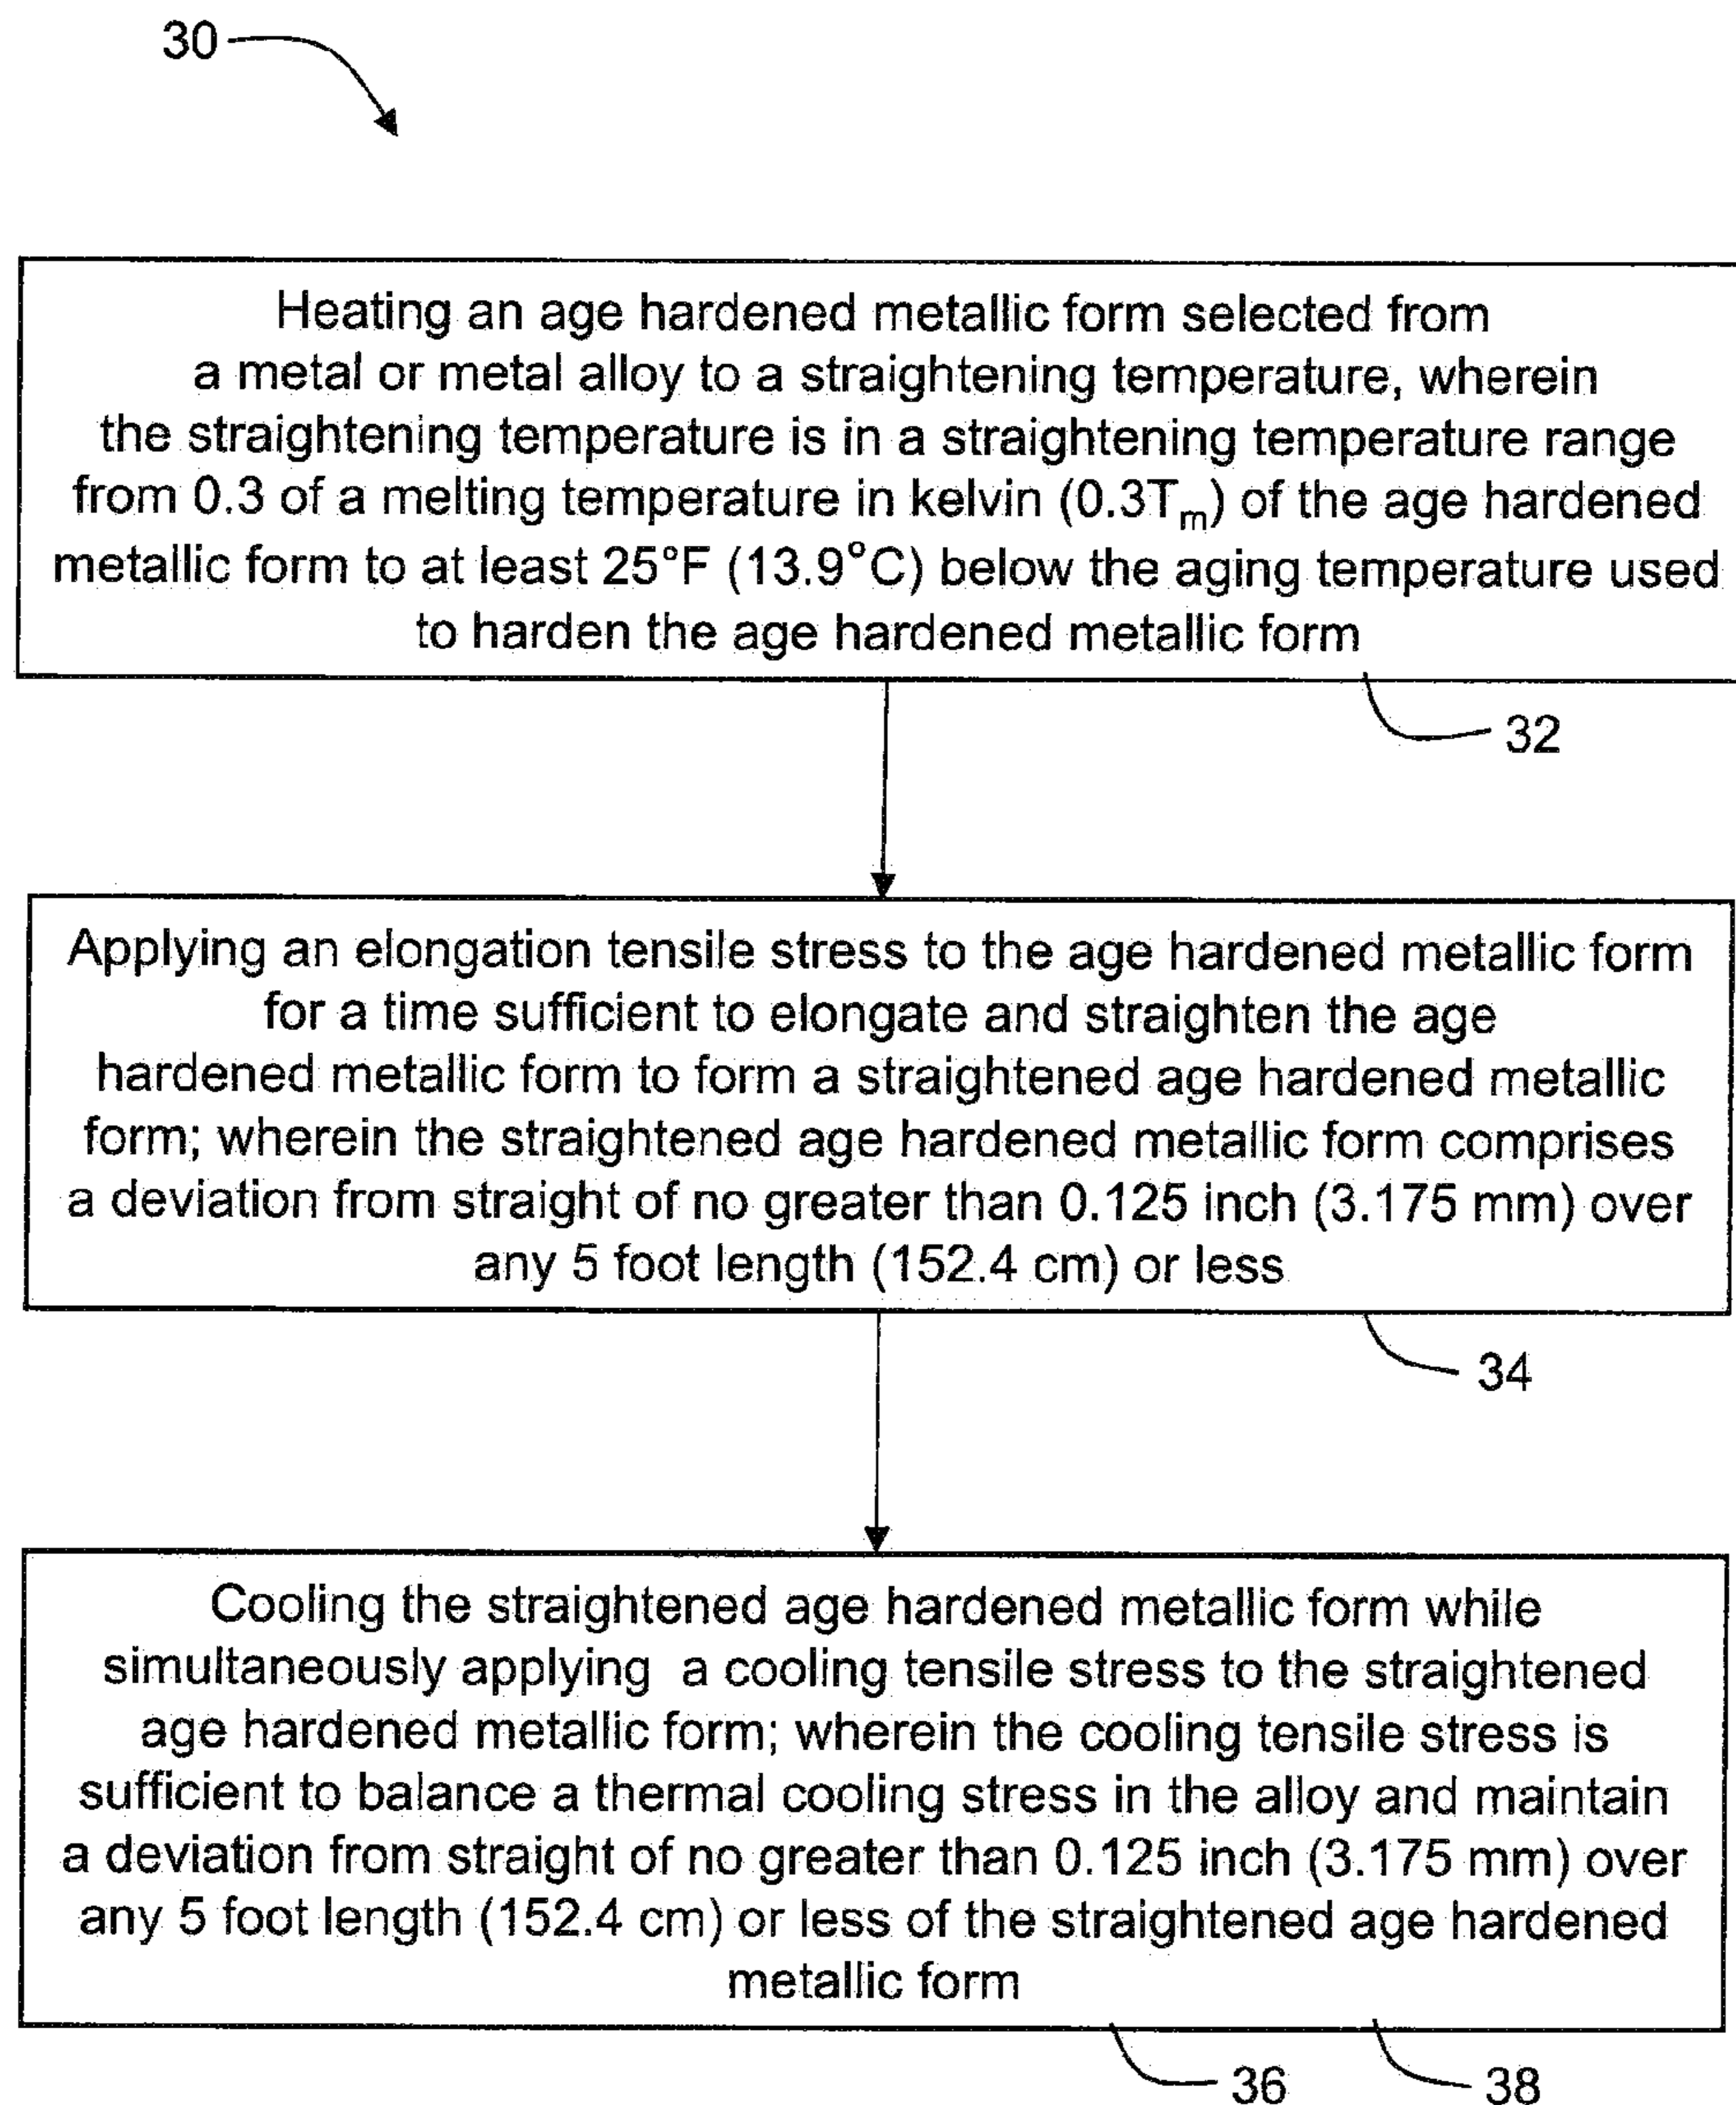 30
Heating an age hardened metallic form selected from
a metal or metal alloy to a straightening temperature, wherein
the straightening temperature is in a straightening temperature range
from 0.3 of a melting temperature in kelvin (0.3Tm) of the age hardened
metallic form to at least 25°F (13.9°C) below the aging temperature used
to harden the age hardened metallic form
32
Applying an elongation tensile stress to the age hardened metallic form
for a time sufficient to elongate and straighten the age
hardened metallic form to form a straightened age hardened metallic
form; wherein the straightened age hardened metallic form comprises
a deviation from straight of no greater than 0.125 inch (3.175 mm) over
any 5 foot length (152.4 cm) or less
34
Cooling the straightened age hardened metallic form while
simultaneously applying a cooling tensile stress to the straightened
age hardened metallic form; wherein the cooling tensile stress is
sufficient to balance a thermal cooling stress in the alloy and maintain
a deviation from straight of no greater than 0.125 inch (3.175 mm) over
any 5 foot length (152.4 cm) or less of the straightened age hardened
metallic form
36 38